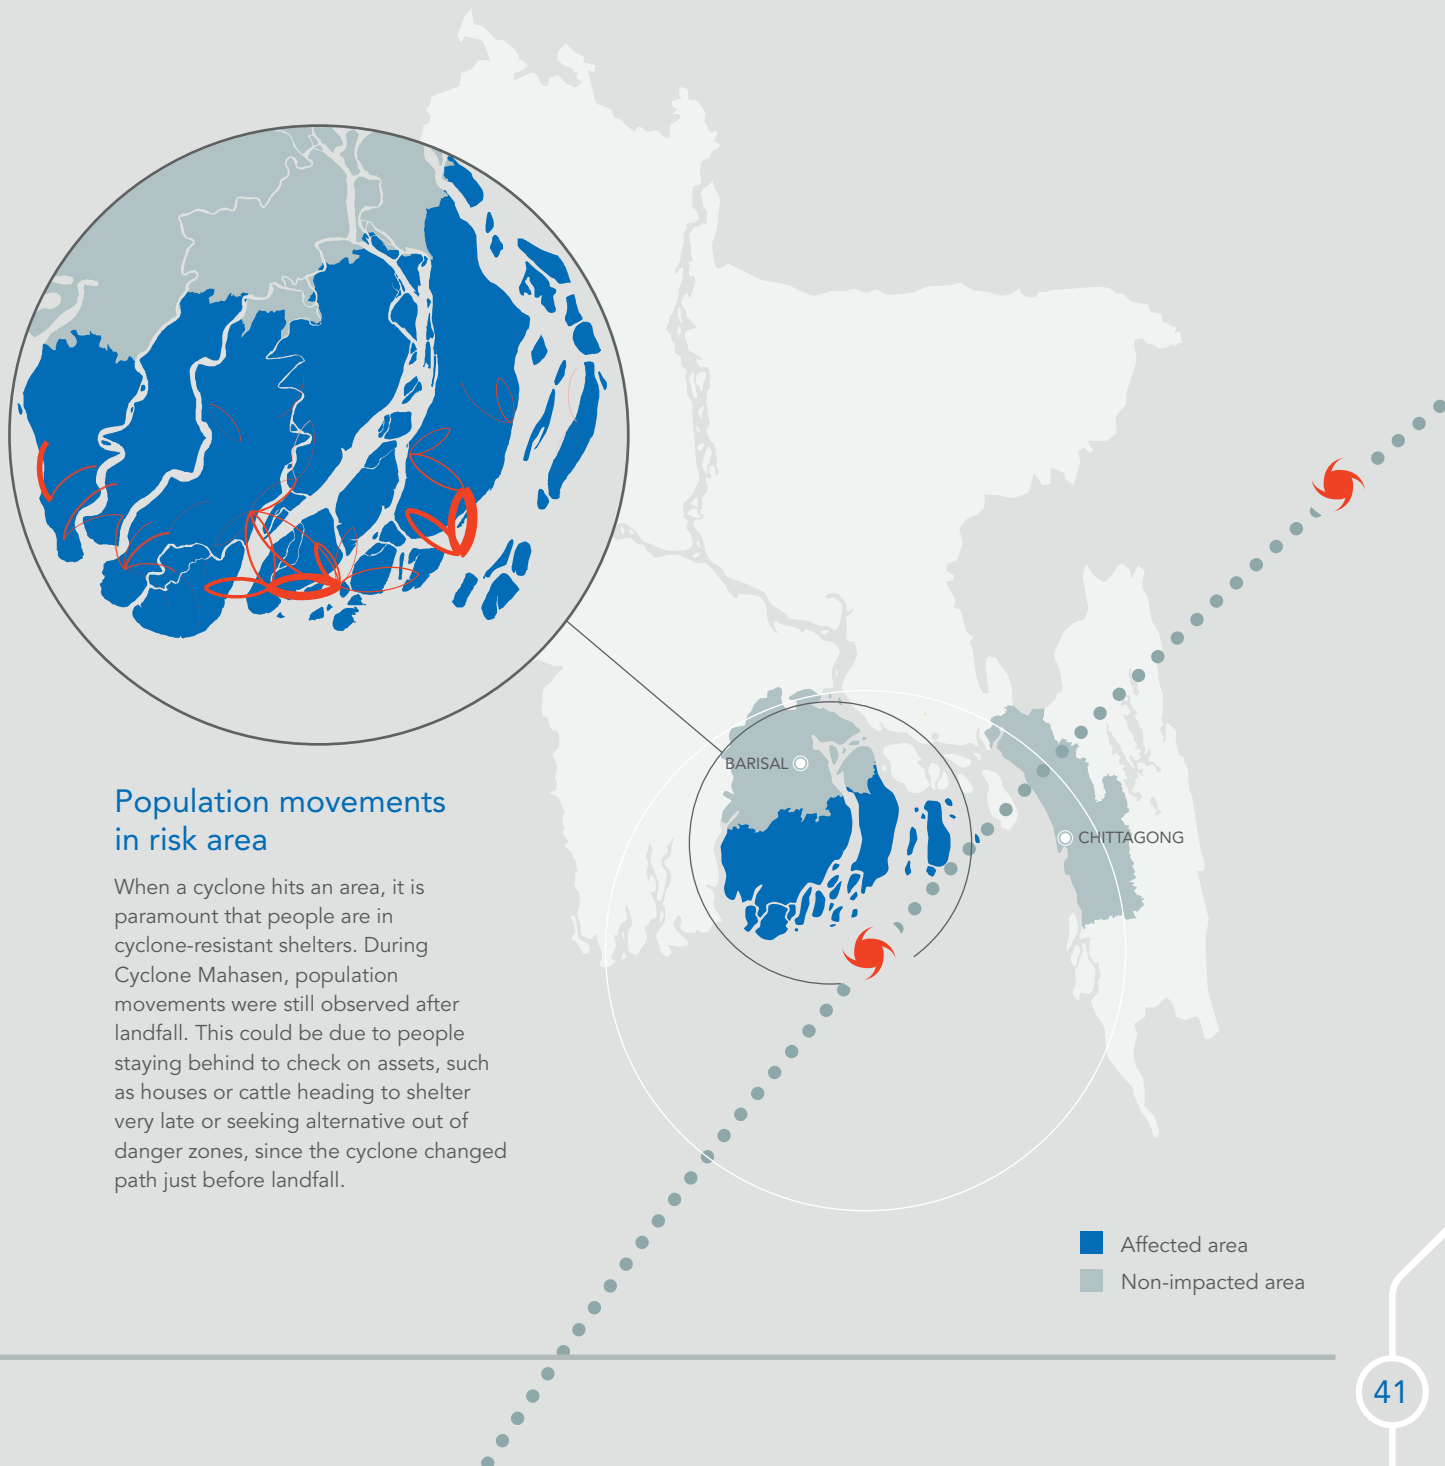 BARISAL
CHITTAGONG
Population movements
in risk area
When a cyclone hits an area, it is
paramount that people are in
cyclone-resistant shelters. During
Cyclone Mahasen, population
movements were still observed after
landfall. This could be due to people
staying behind to check on assets, such
as houses or cattle heading to shelter
very late or seeking alternative out of
danger zones, since the cyclone changed
path just before landfall.
Affected area
Non-impacted area
41